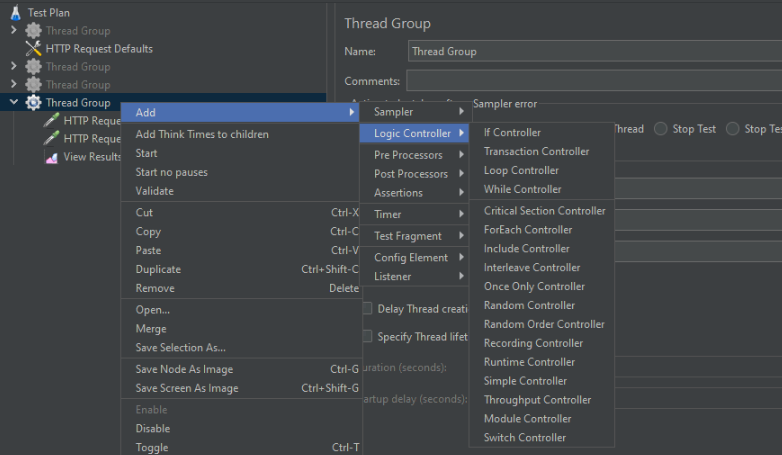 Test Plan
Thread Group
HTTP Request Defaults
Thread Group
Thread Group
Thread Group
HTTP Reque
HTTP Reque
View Results
Thread Group
Name: Thread Group
Comments:
Sampler error
Thread Stop Test Stop Tes
Delay Thread creati
Specify Thread lifet
uration (seconds):
artup delay (seconds):
Add
Add Think Times to children
Start
Start no pauses
Validate
Cut Ctrl-X
Copy Ctrl-C
Paste Ctrl-V
Duplicate Ctrl+Shift-C
Remove Delete
Open...
Merge
Save Selection As...
Save Node As Image Ctrl-G
Save Screen As Image Ctrl+Shift-G
Enable
Disable
Toggle Ctrl-T
Sampler
Logic Controller
Pre Processors
Post Processors
Assertions
Timer
Test Fragment
Config Element
Listener
If Controller
Transaction Controller
Loop Controller
While Controller
Critical Section Controller
ForEach Controller
Include Controller
Interleave Controller
Once Only Controller
Random Controller
Random Order Controller
Recording Controller
Runtime Controller
Simple Controller
Throughput Controller
Module Controller
Switch Controller